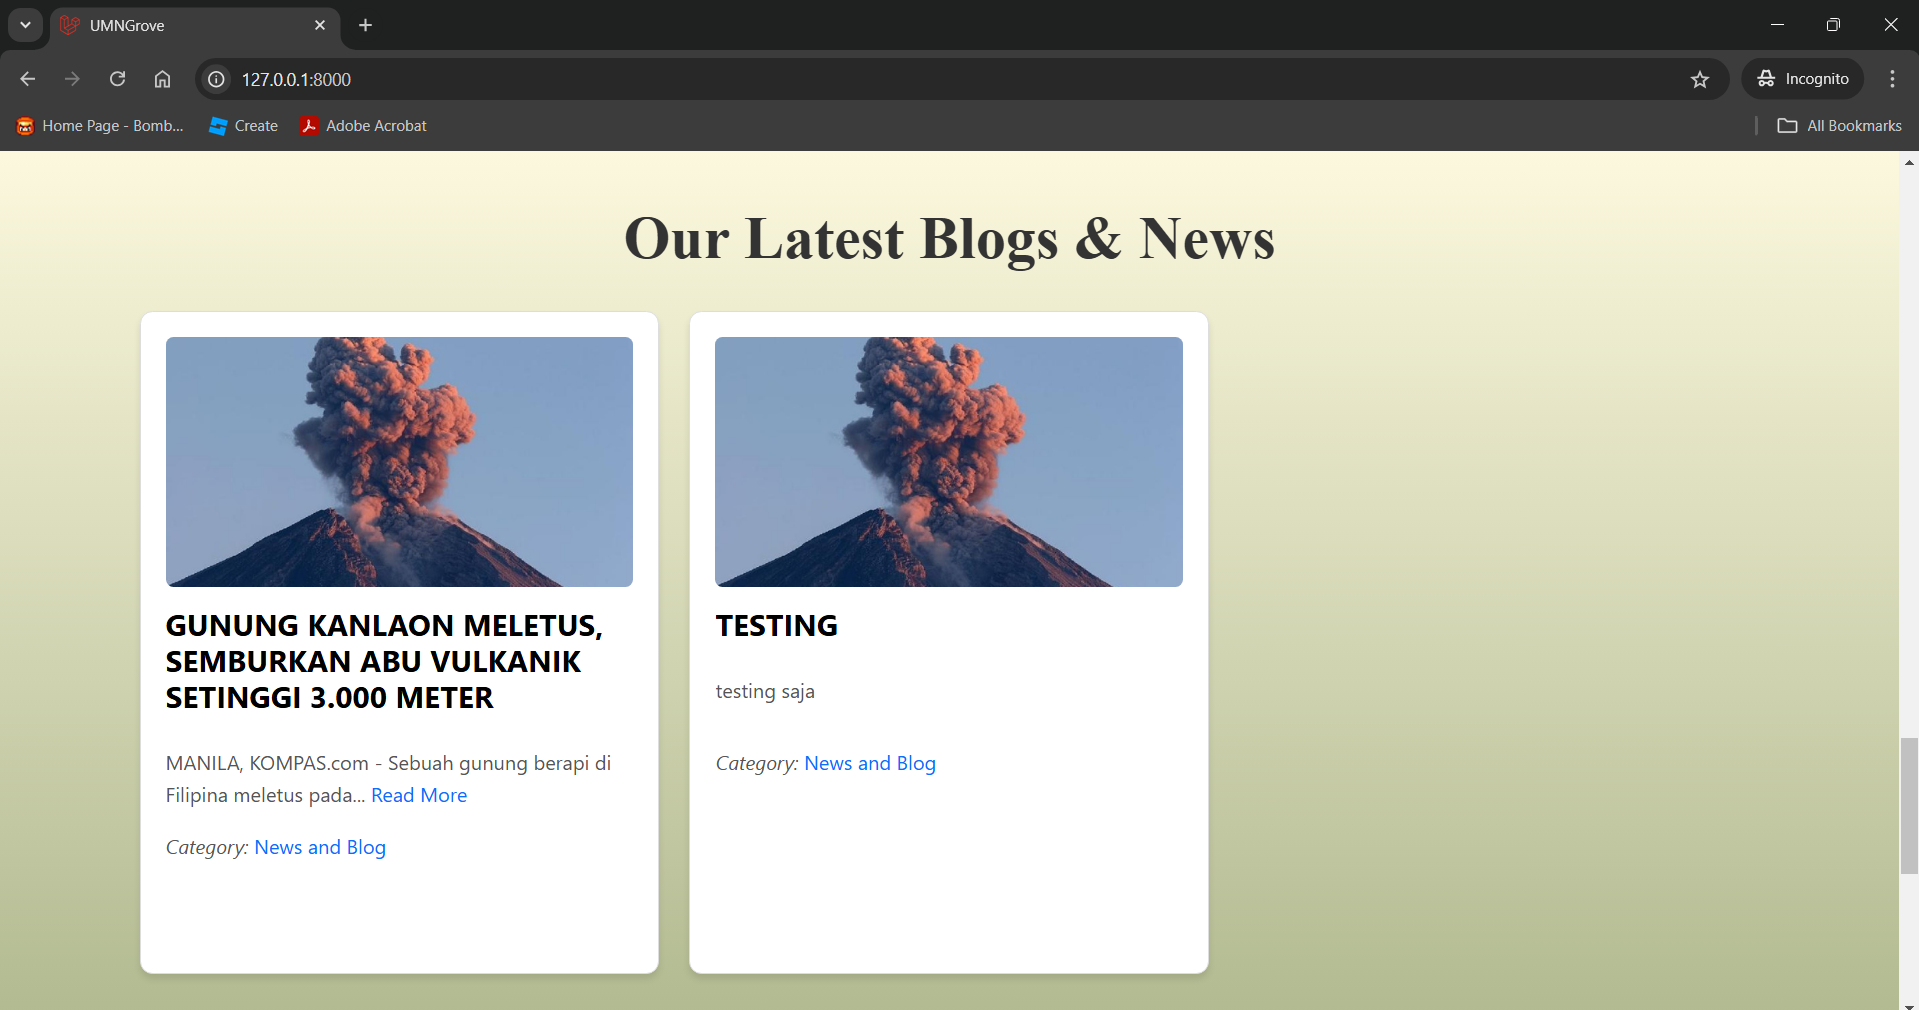 UMNGrove
127.0.0.1:8000
Incognito
Home Page - Bomb...
Create
Adobe Acrobat
All Bookmarks
Our Latest Blogs & News
GUNUNG KANLAON MELETUS,
SEMBURKAN ABU VULKANIK
SETINGGI 3.000 METER
MANILA, KOMPAS.com - Sebuah gunung berapi di
Filipina meletus pada... Read More
Category: News and Blog
TESTING
testing saja
Category: News and Blog